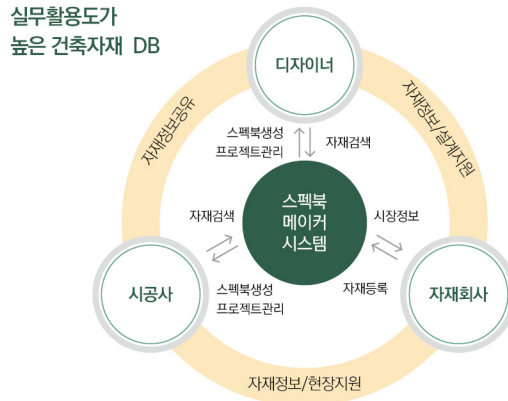 실무활용도가
높은 건축자재 DB
디자이너
자재정보공유
자재정보/설계지원
스펙북생성
프로젝트관리
자재검색
스펙북
메이커
시스템
자재검색
시장정보
시공사
스펙북생성
프로젝트관리
자재등록
자재회사
자재정보/현장지원